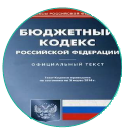 БЮДЖЕТНЫЙ
КОДЕКС
РОССИЙСКОЙ ФЕДЕРАЦИИ
ОФИЦИАЛЬНЫЙ ТЕКСТ